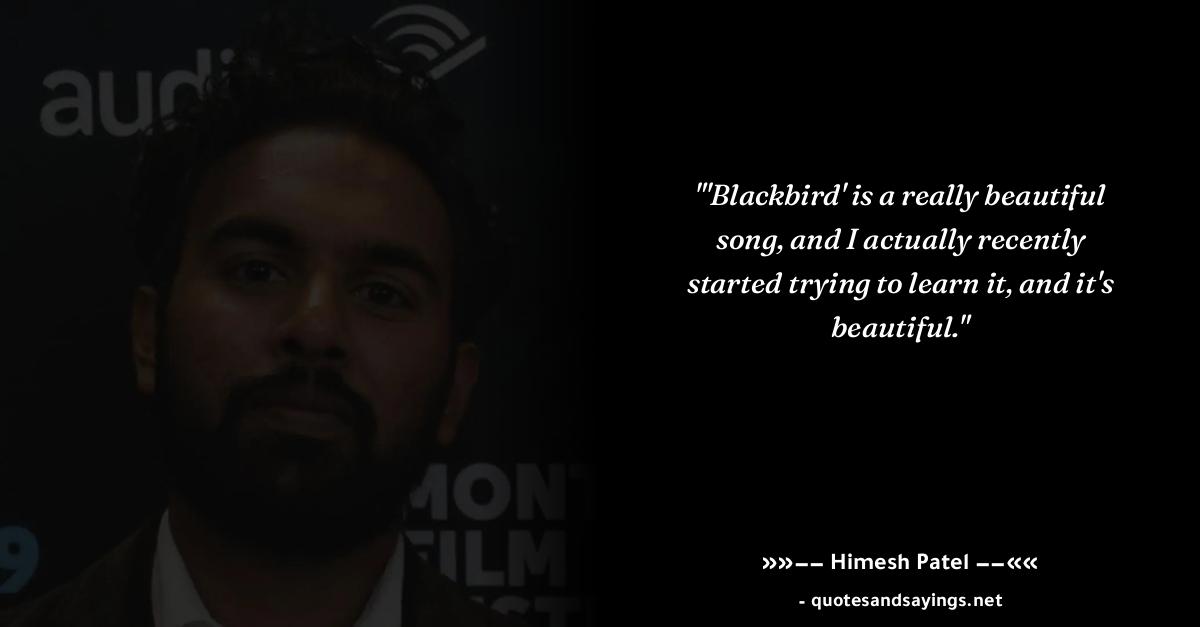 audi
MONT
FILM
9
"'Blackbird' is a really beautiful
song, and I actually recently
started trying to learn it, and it's
beautiful."
»»−− Himesh Patel −−««
- quotesandsayings.net